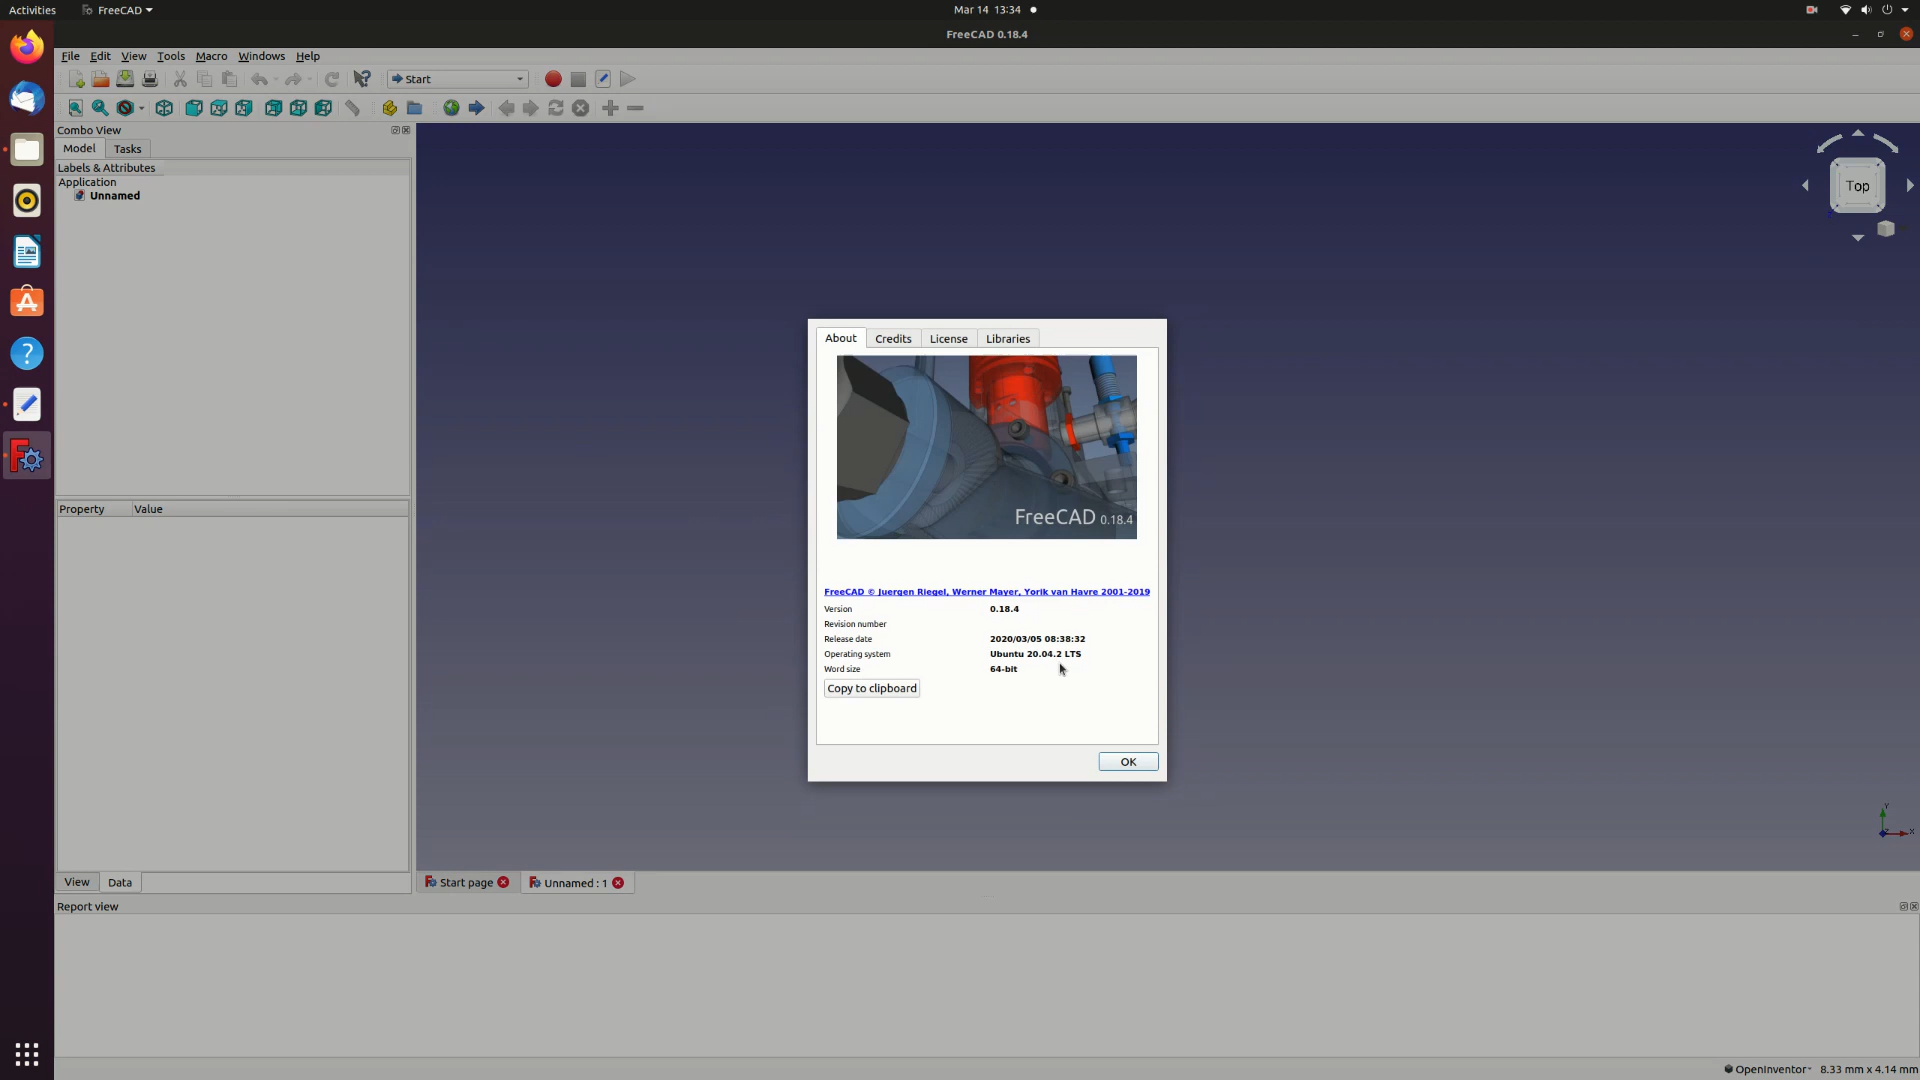 Activities
FreeCAD
Mar 14 13:34
FreeCAD 0.18.4
File Edit View Tools Macro Windows Help
Start
Combo View
Model Tasks
Labels & Attributes
Application
Unnamed
Top
About Credits License Libraries
FreeCAD 0.18.4
FreeCAD © Juergen Riegel, Werner Mayer, Yorik van Havre 2001-2019
Version 0.18.4
Revision number
Release date 2020/03/05 08:38:32
Operating system Ubuntu 20.04.2 LTS
Word size 64-bit
Copy to clipboard
OK
Property Value
Y
X
View Data
Start page
Unnamed : 1
Report view
OpenInventor
8.33 mm x 4.14 mm